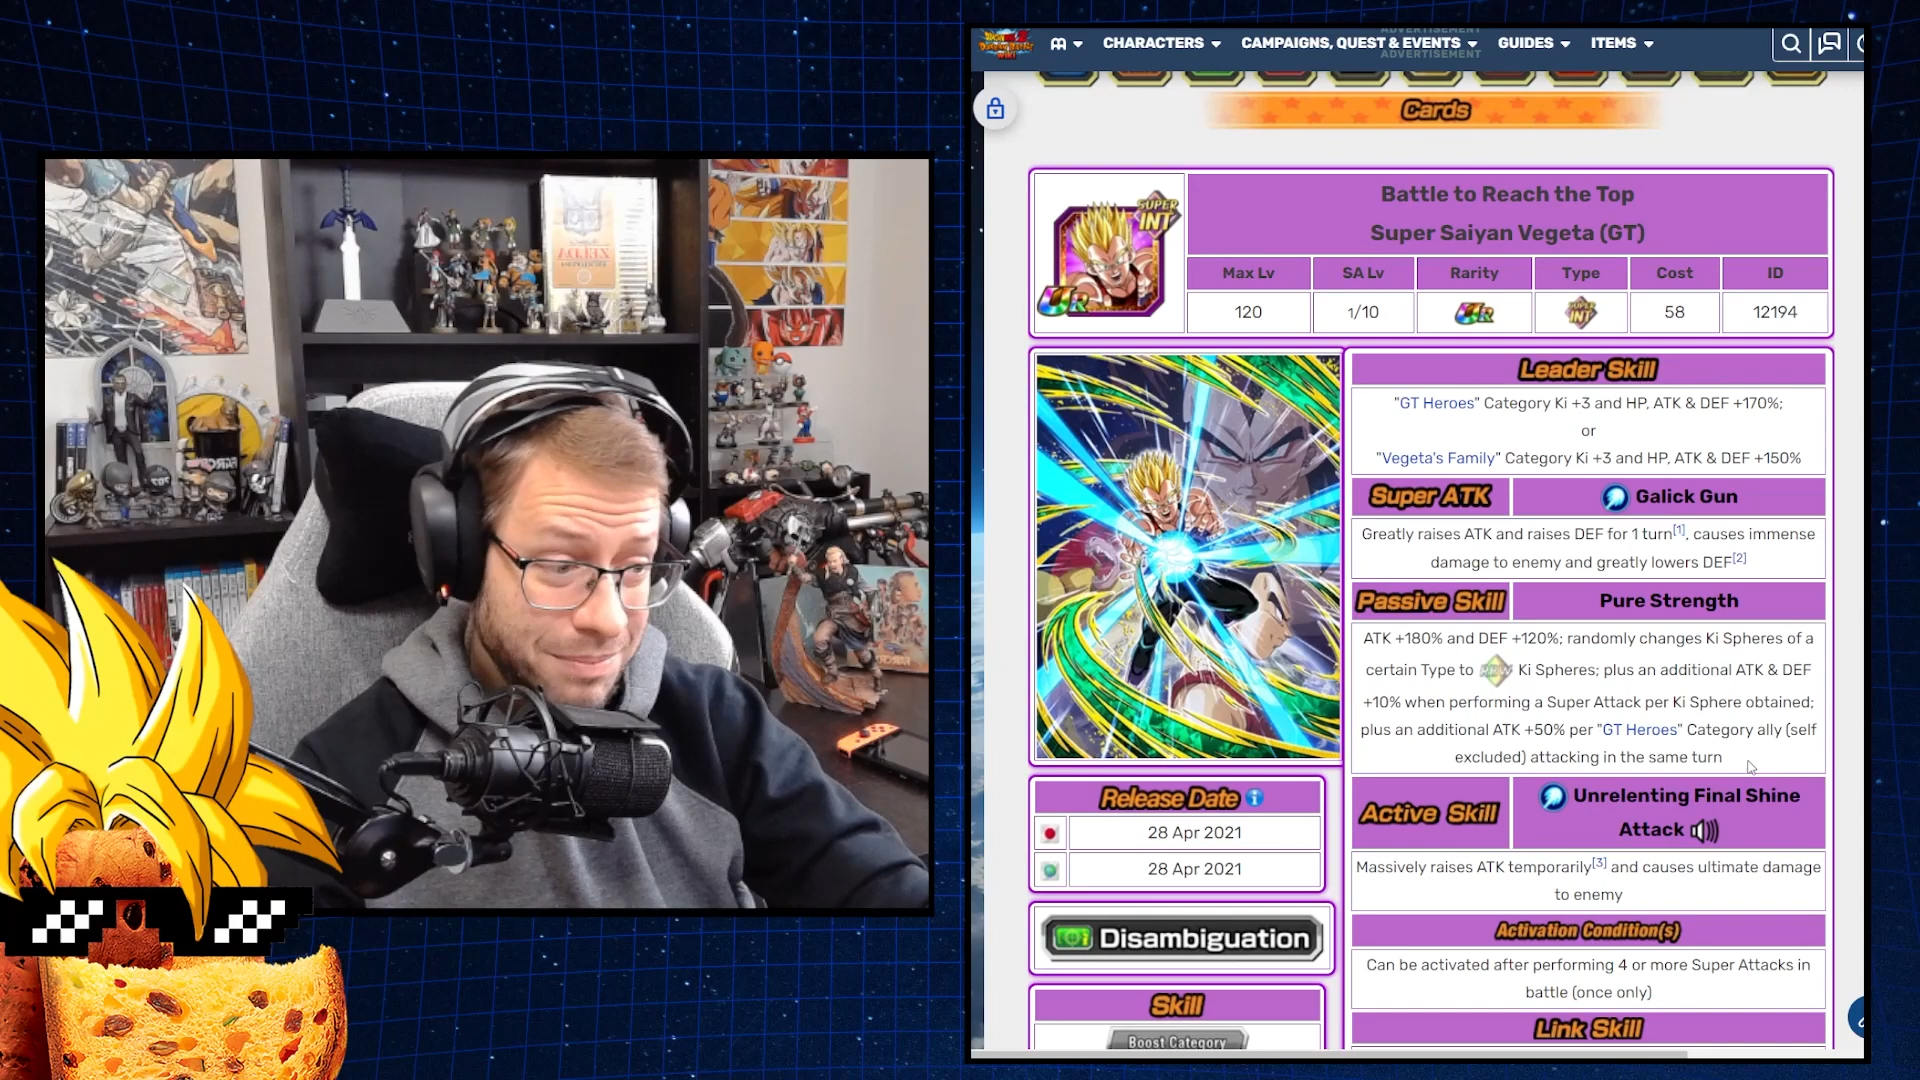 ADVERTISEMENT
CHARACTERS
CAMPAIGNS, QUEST & EVENTS
GUIDES
ITEMS
ADVERTISEMENT
Cards
SUPER INT
UR
Battle to Reach the Top
Super Saiyan Vegeta (GT)
Max Lv
SA Lv
Rarity
Type
Cost
ID
120
1/10
UR
SUPER INT
58
12194
Leader Skill
"GT Heroes" Category Ki +3 and HP, ATK & DEF +170%;
or
"Vegeta's Family" Category Ki +3 and HP, ATK & DEF +150%
Super ATK
Galick Gun
Greatly raises ATK and raises DEF for 1 turn[1], causes immense
damage to enemy and greatly lowers DEF[2]
Passive Skill
Pure Strength
ATK +180% and DEF +120%; randomly changes Ki Spheres of a
certain Type to Ki Spheres; plus an additional ATK & DEF
+10% when performing a Super Attack per Ki Sphere obtained;
plus an additional ATK +50% per "GT Heroes" Category ally (self
excluded) attacking in the same turn
Active Skill
Unrelenting Final Shine
Attack
Massively raises ATK temporarily[3] and causes ultimate damage
to enemy
Activation Condition(s)
Can be activated after performing 4 or more Super Attacks in
battle (once only)
Link Skill
Release Date
28 Apr 2021
28 Apr 2021
Disambiguation
Skill
Boost Category